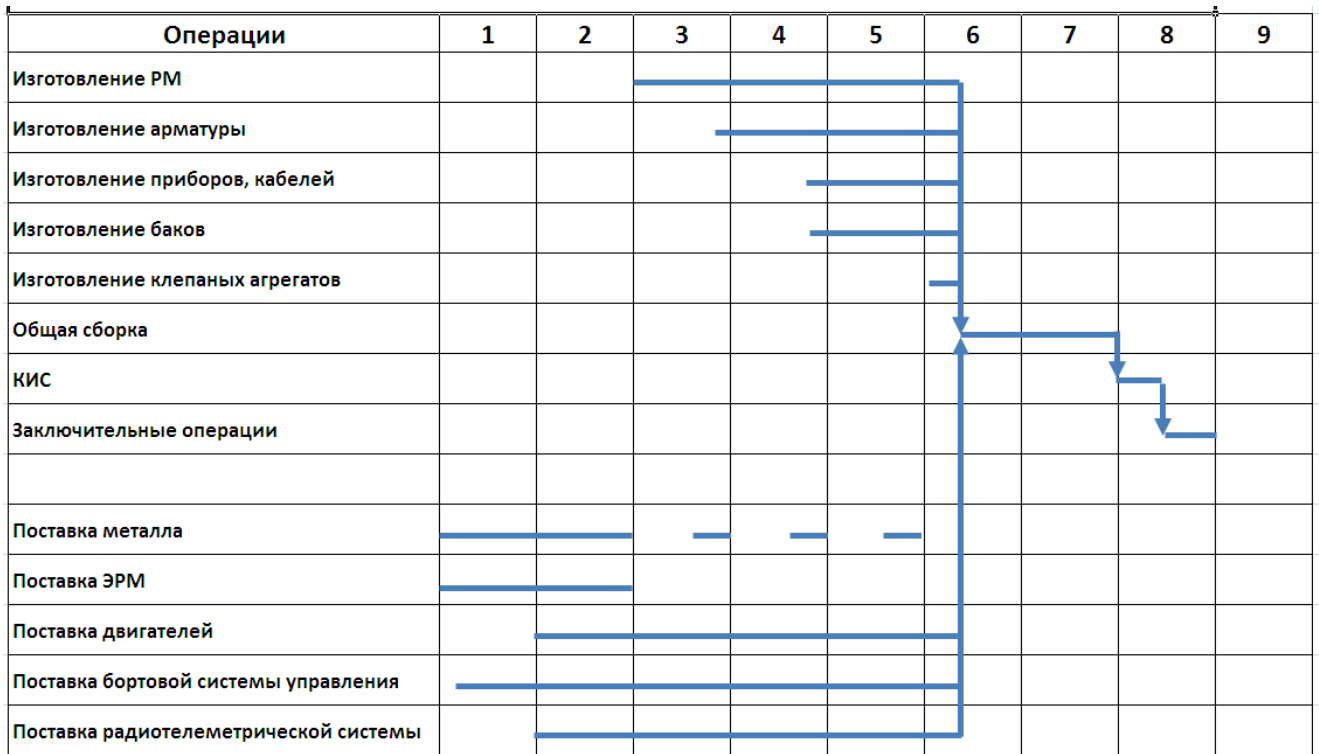 Операции 1 2 3 4 5 6 7 8 9
Изготовление РМ
Изготовление арматуры
Изготовление приборов, кабелей
Изготовление баков
Изготовление клепаных агрегатов
Общая сборка
КИС
Заключительные операции
Поставка металла
Поставка ЭРМ
Поставка двигателей
Поставка бортовой системы управления
Поставка радиотелеметрической системы